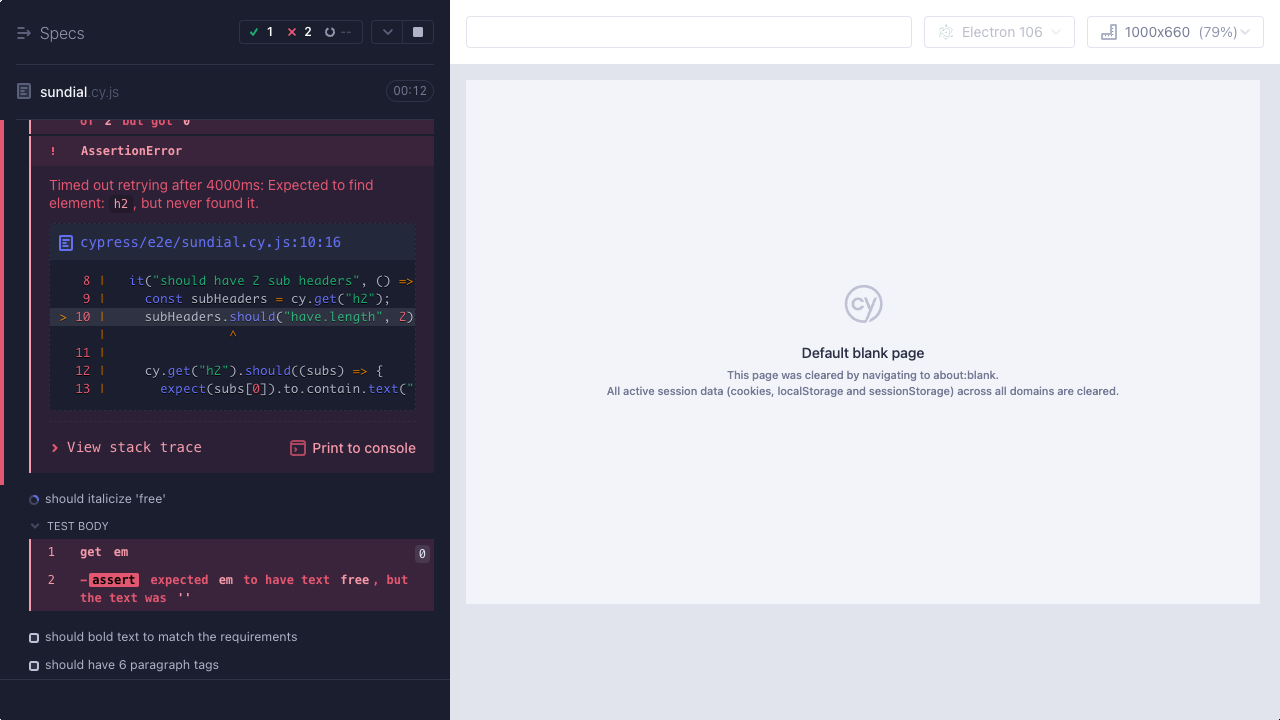 Specs
1 2 --
sundial.cy.js
00:12
of 2 but got 0
! AssertionError
Timed out retrying after 4000ms: Expected to find
element: h2, but never found it.
cypress/e2e/sundial.cy.js:10:16
8 | it("should have 2 sub headers", () =>
9 | const subHeaders = cy.get("h2");
> 10 | subHeaders.should("have.length", 2)
| ^
11 |
12 | cy.get("h2").should((subs) => {
13 | expect(subs[0]).to.contain.text("
View stack trace
Print to console
should italicize 'free'
TEST BODY
1 get em 0
2 -assert expected em to have text free, but
the text was ''
should bold text to match the requirements
should have 6 paragraph tags
Electron 106
1000x660 (79%)
cy
Default blank page
This page was cleared by navigating to about:blank.
All active session data (cookies, localStorage and sessionStorage) across all domains are cleared.